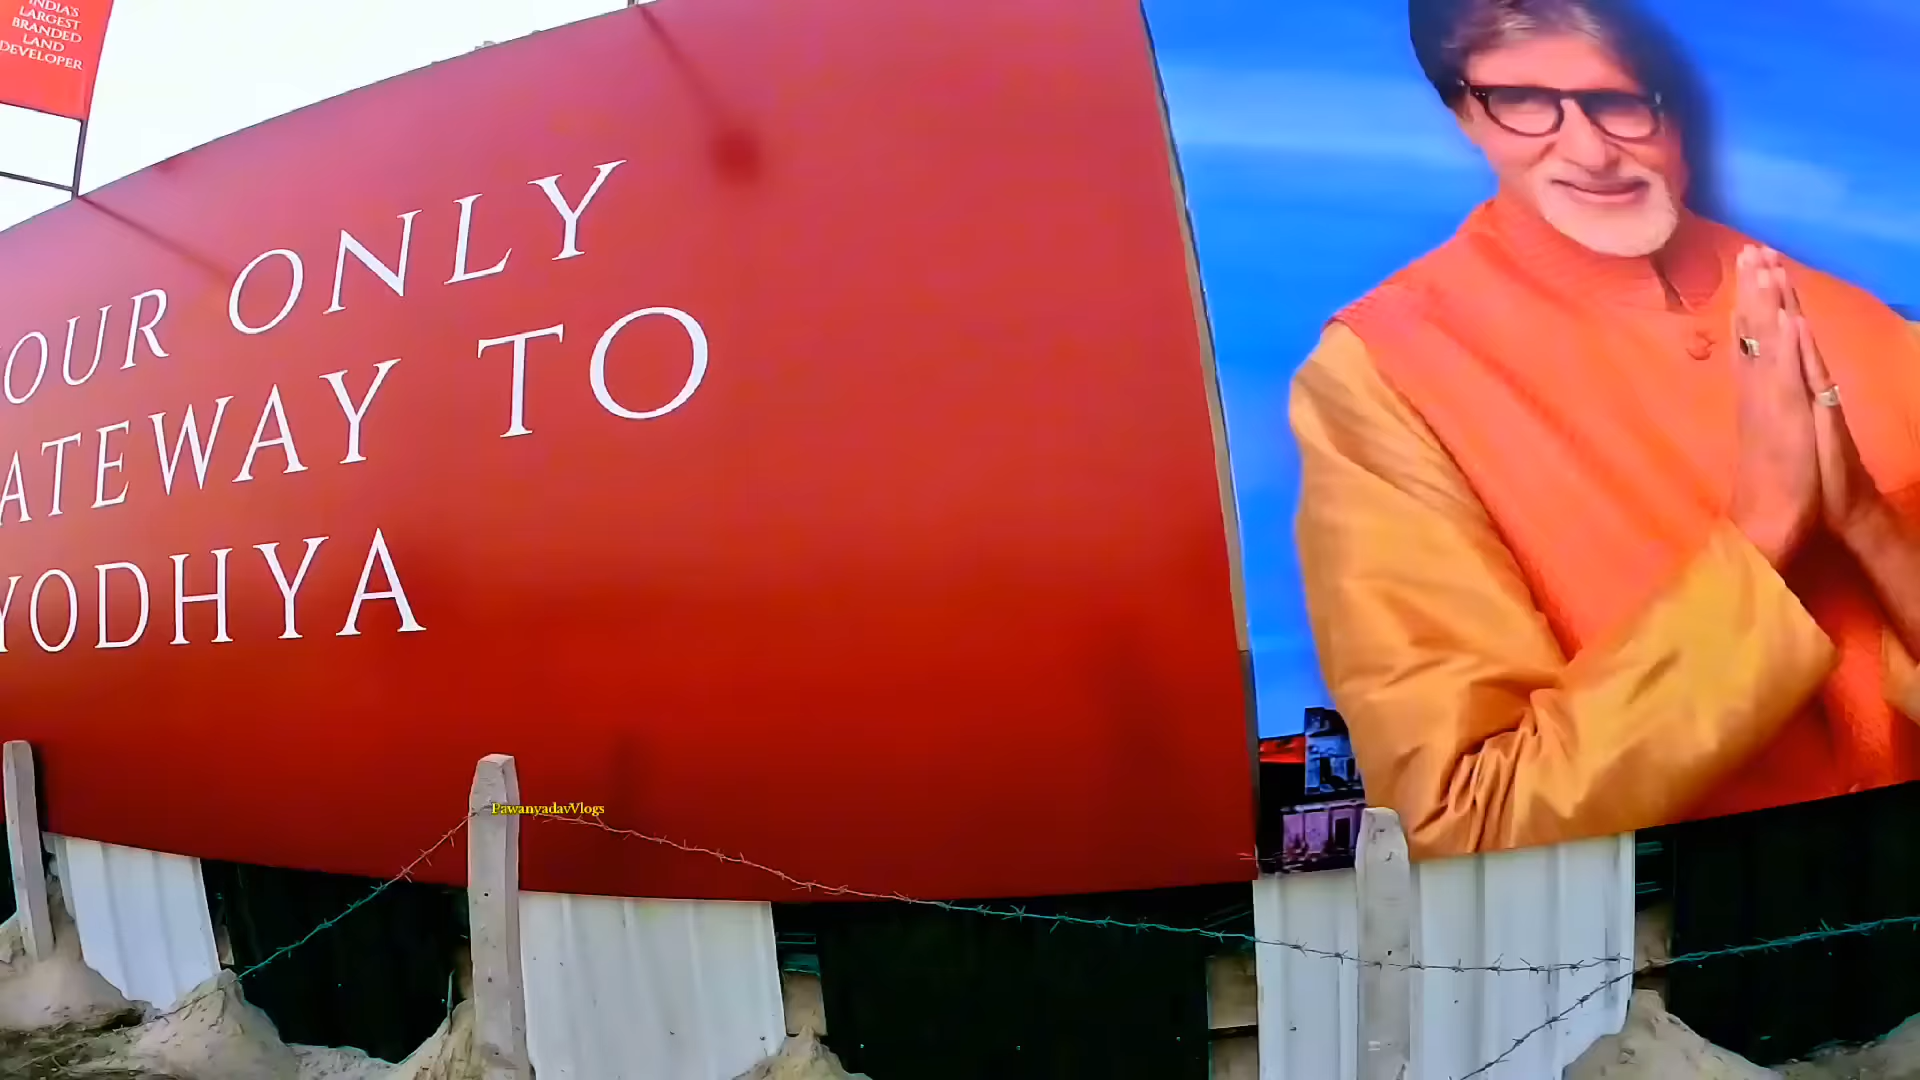 INDIA'S
LARGEST
BRANDED
LAND
DEVELOPER
OUR ONLY
ATEWAY TO
YODHYA
PawanyadavVlogs